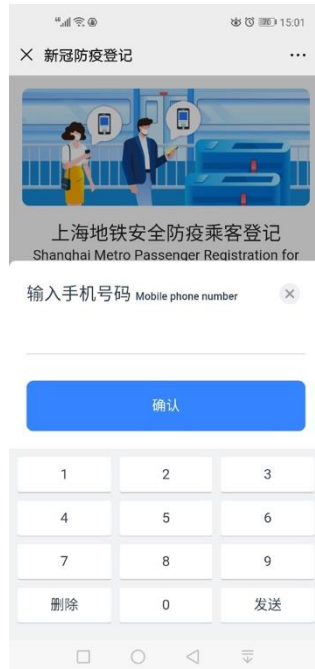 15:01
新冠防疫登记
上海地铁安全防疫乘客登记
Shanghai Metro Passenger Registration for
输入手机号码 Mobile phone number
确认
1 2 3
4 5 6
7 8 9
删除 0 发送